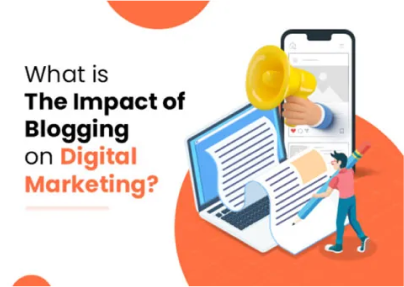 What is
The Impact of
Blogging
on Digital
Marketing?